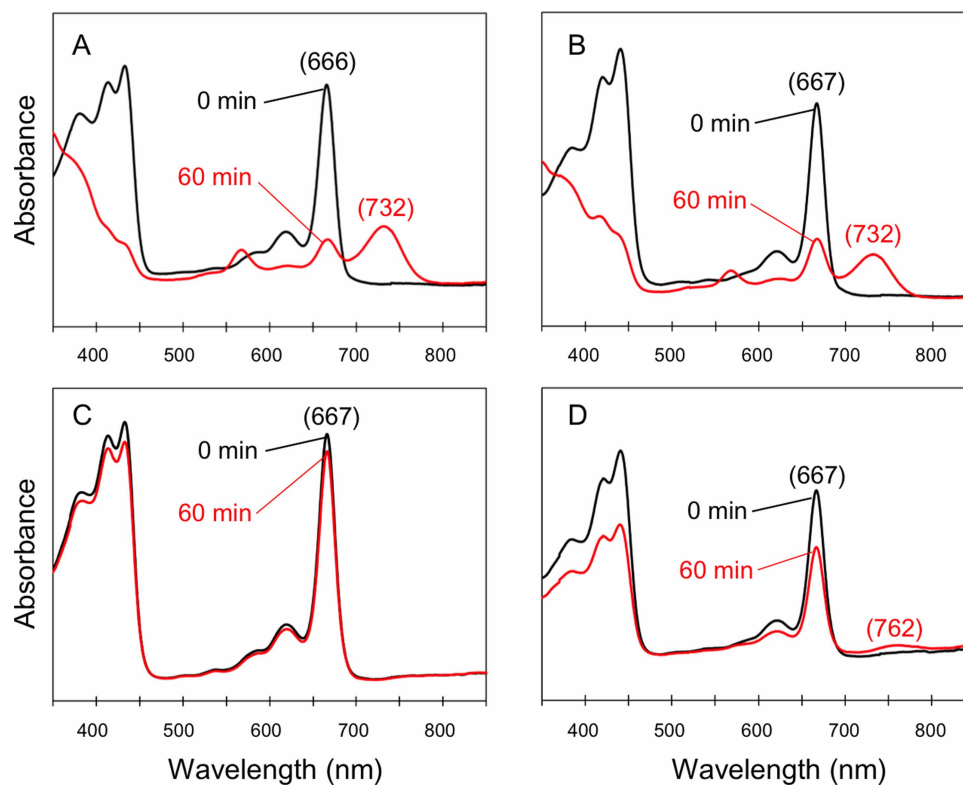 A
(666)
0 min
60 min
(732)
Absorbance
400 500 600 700 800
B
(667)
0 min
60 min
(732)
400 500 600 700 800
C
(667)
0 min
60 min
Absorbance
400 500 600 700 800
Wavelength (nm)
D
(667)
0 min
60 min
(762)
400 500 600 700 800
Wavelength (nm)